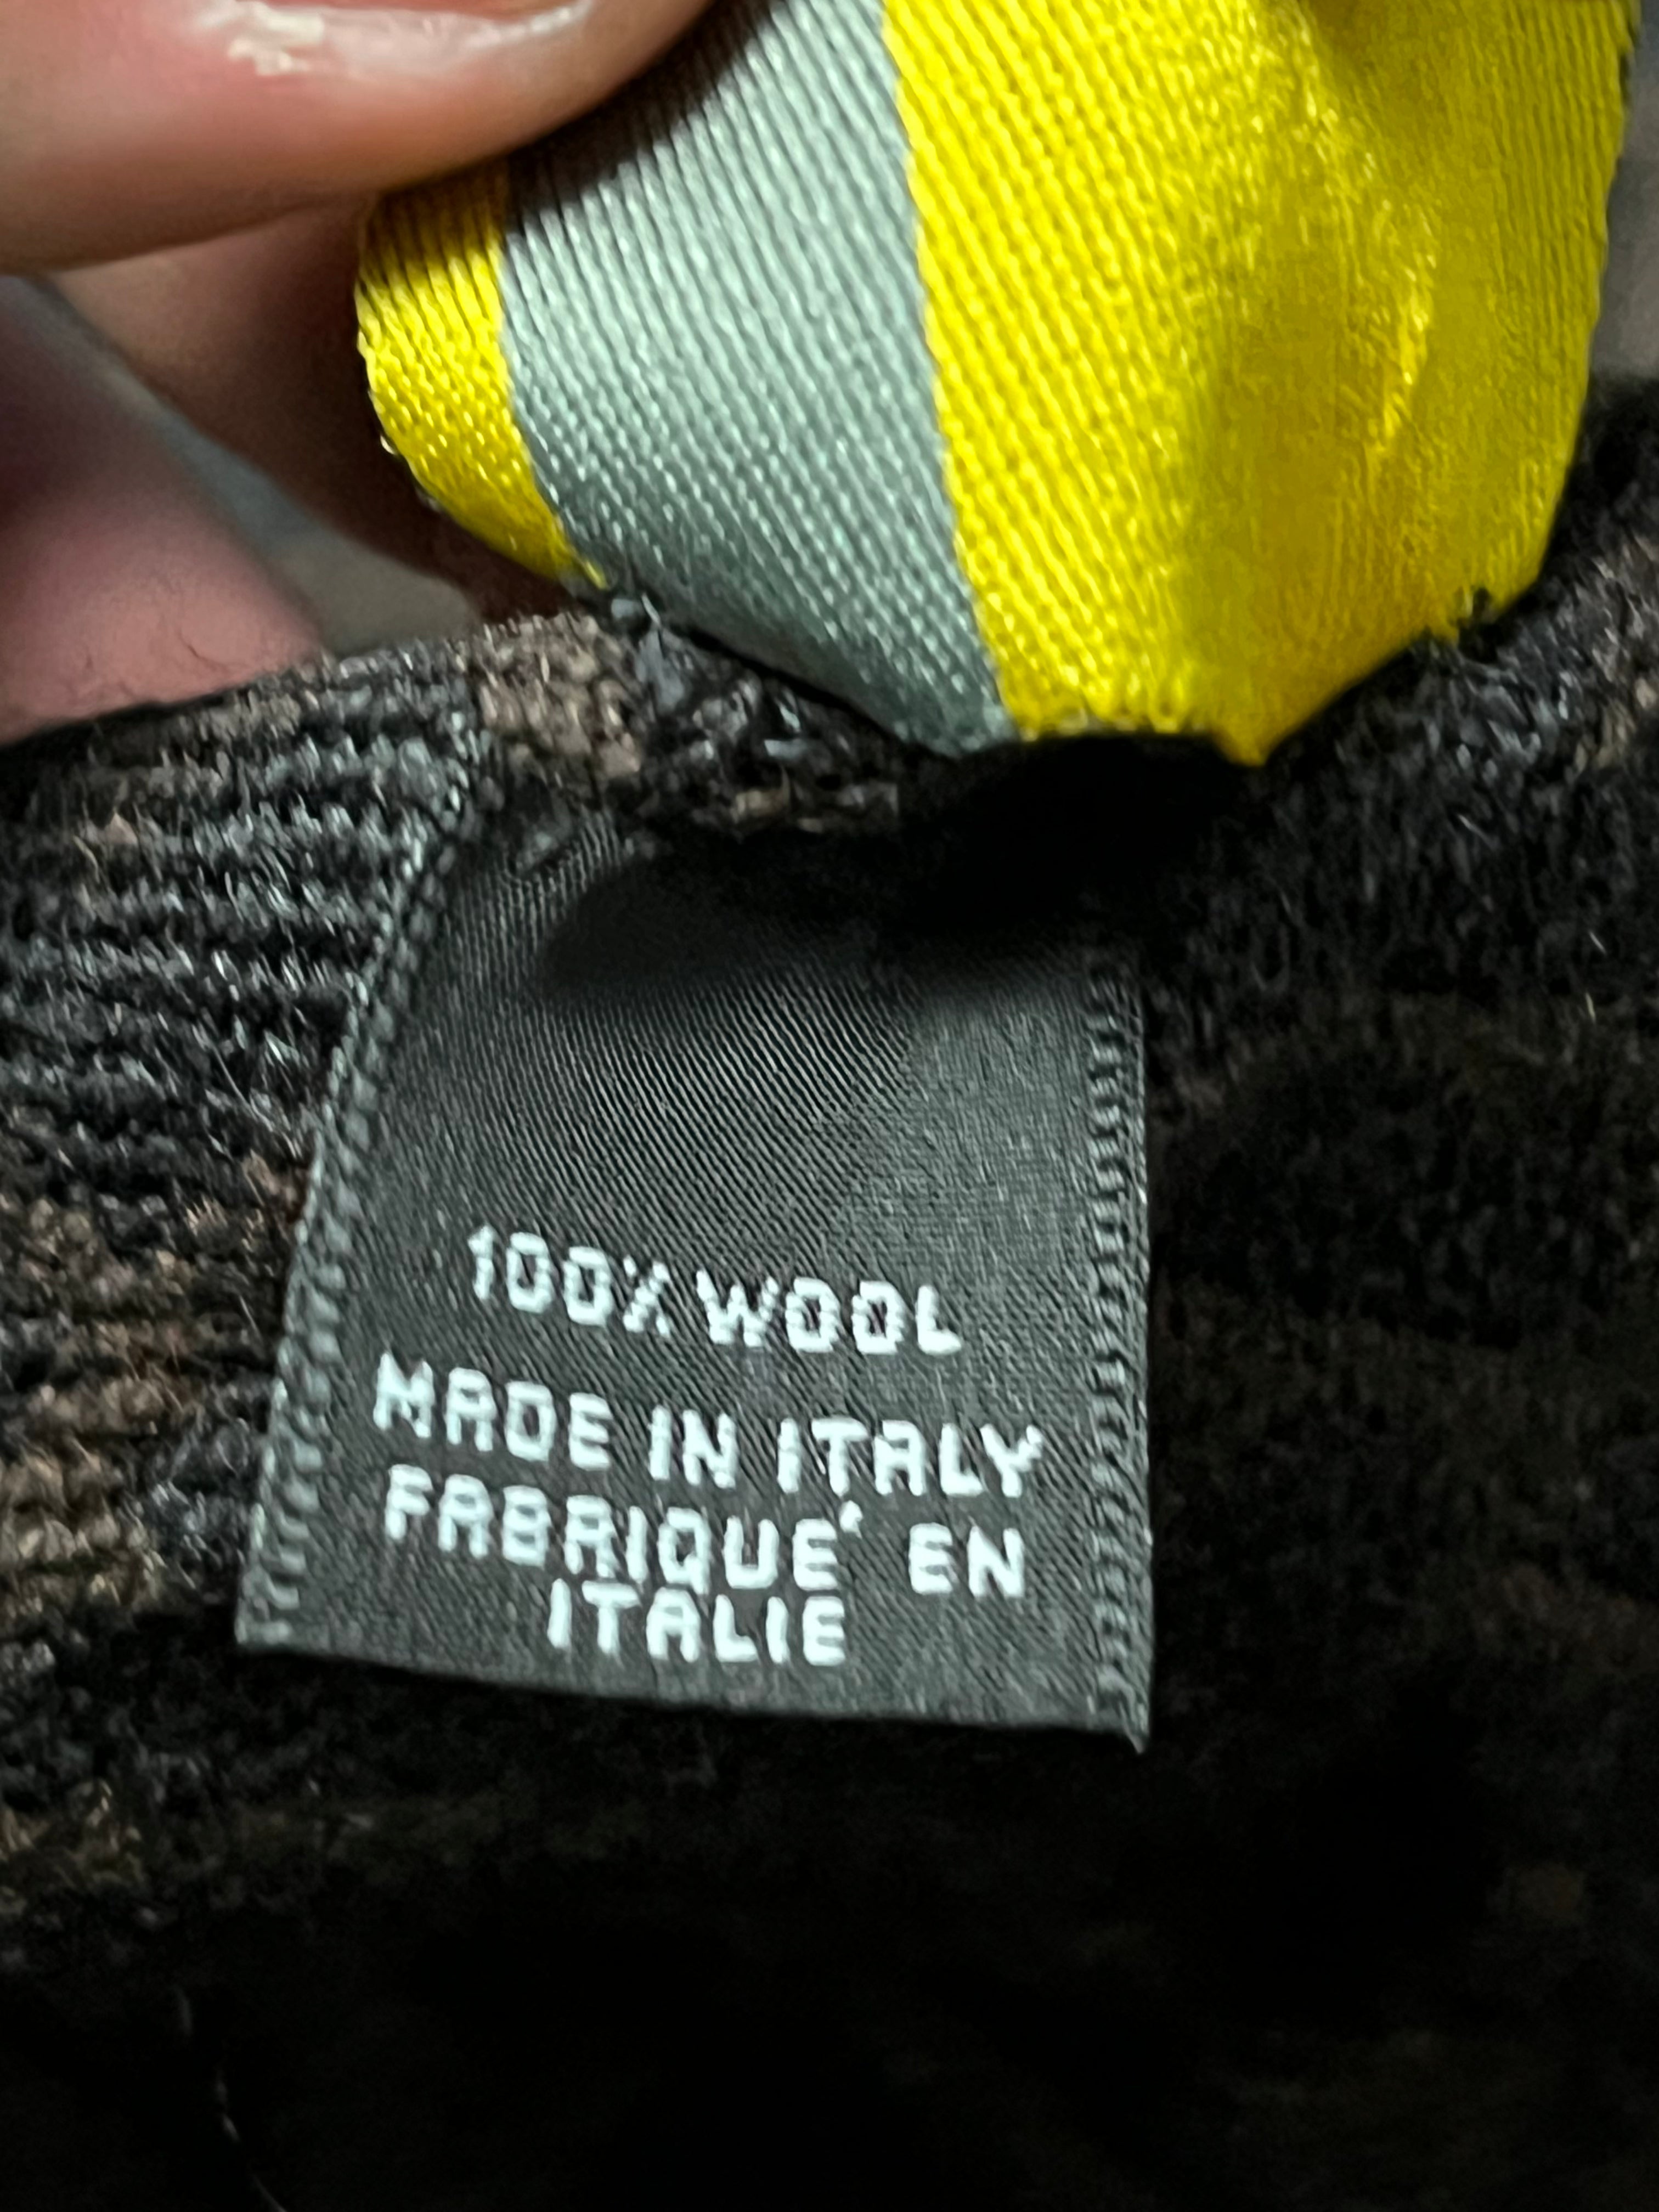 100% WOOL
MADE IN ITALY
FABRIQUE' EN
ITALIE